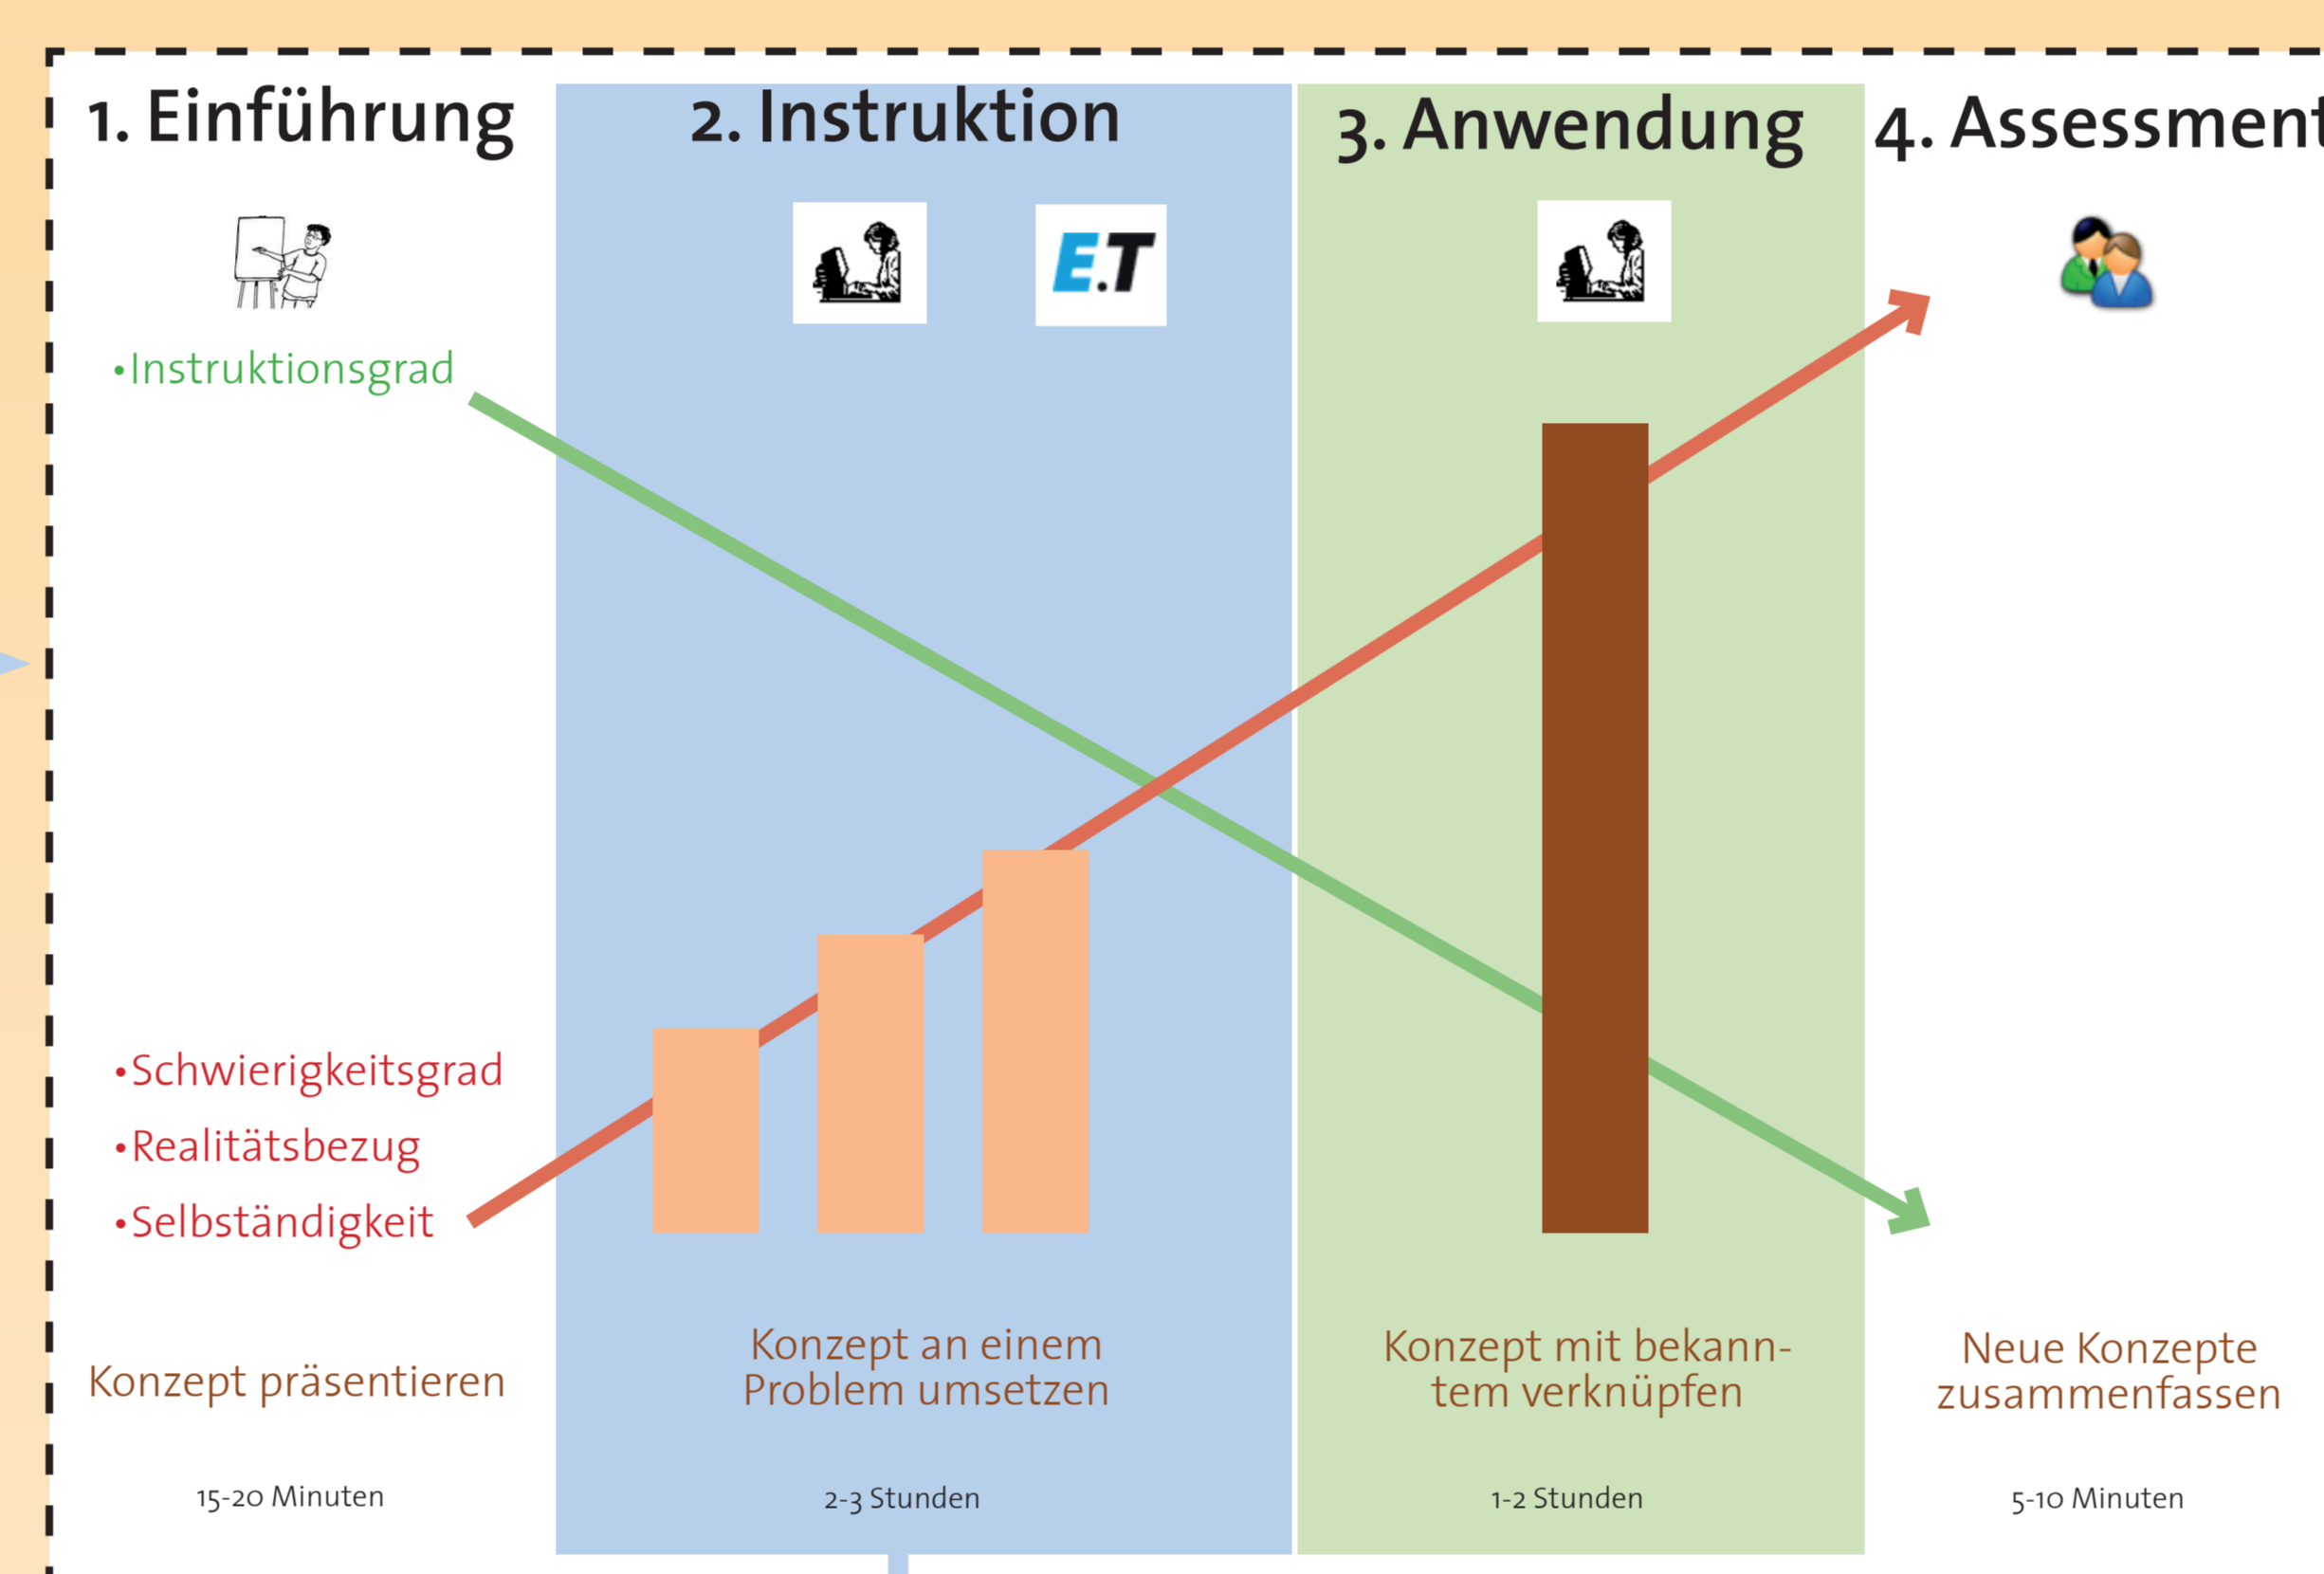 1. Einführung
2. Instruktion
3. Anwendung
4. Assessment
E.T
•Instruktionsgrad
•Schwierigkeitsgrad
•Realitätsbezug
•Selbständigkeit
Konzept präsentieren
Konzept an einem
Problem umsetzen
Konzept mit bekann-
tem verknüpfen
Neue Konzepte
zusammenfassen
15-20 Minuten
2-3 Stunden
1-2 Stunden
5-10 Minuten